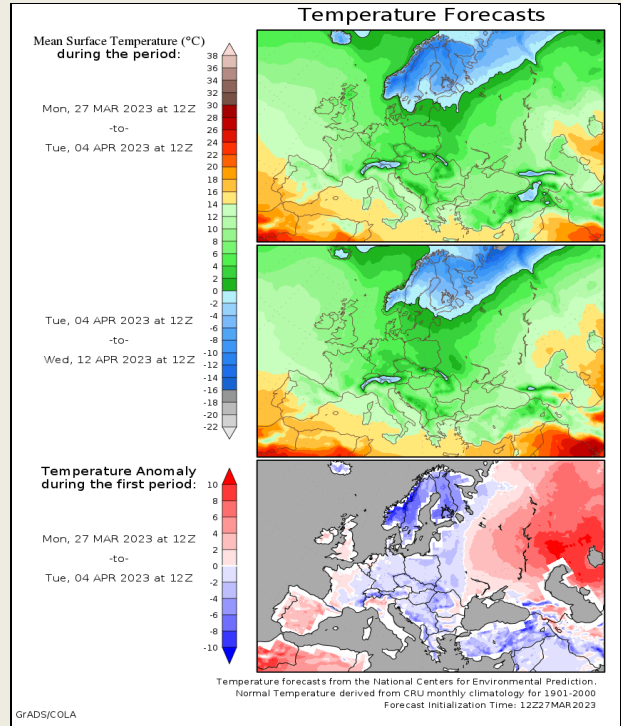 Temperature Forecasts
Mean Surface Temperature (°C)
during the period:
38
36
34
32
30
28
26
24
22
20
18
16
14
12
10
8
6
4
2
0
-2
-4
-6
-8
-10
-12
-14
-16
-18
-20
-22
Mon, 27 MAR 2023 at 12Z
-to-
Tue, 04 APR 2023 at 12Z
Tue, 04 APR 2023 at 12Z
-to-
Wed, 12 APR 2023 at 12Z
Temperature Anomaly
during the first period:
10
8
6
4
2
0
-2
-4
-6
-8
-10
Mon, 27 MAR 2023 at 12Z
-to-
Tue, 04 APR 2023 at 12Z
Temperature forecasts from the National Centers for Environmental Prediction.
Normal Temperature derived from CRU monthly climatology for 1901-2000
Forecast Initialization Time: 12Z27MAR2023
GrADS/COLA